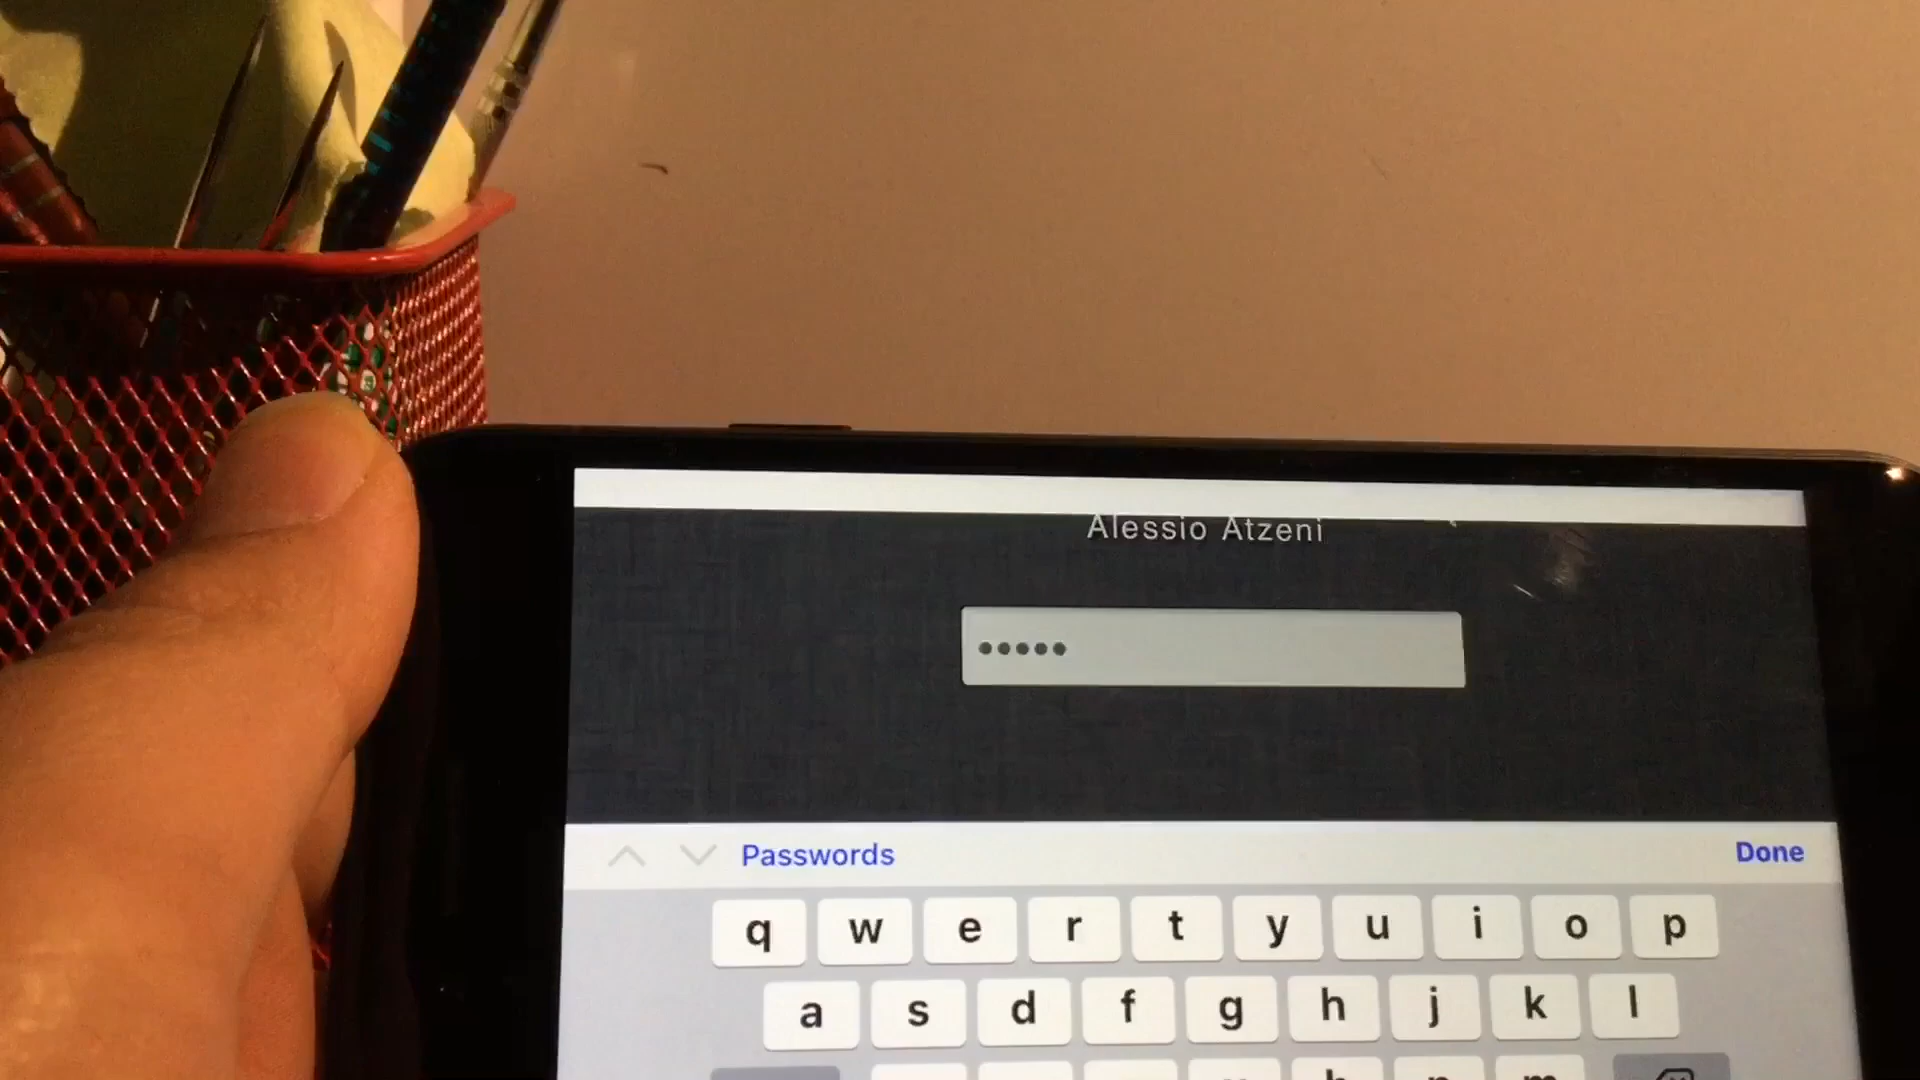 Alessio Atzeni
•••••
Passwords Done
q w e r t y u i o p
a s d f g h j k l